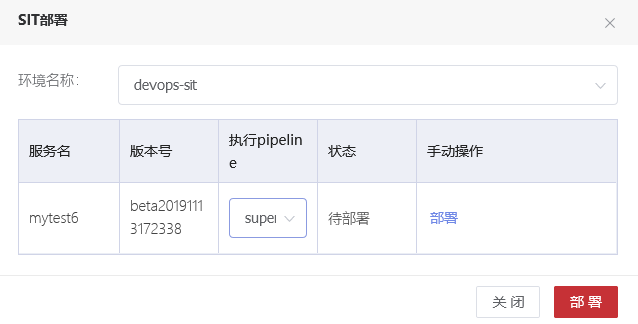 SIT部署
环境名称：
devops-sit
服务名
版本号
执行pipelin
e
状态
手动操作
mytest6
beta2019111
3172338
super
待部署
部署
关 闭
部 署